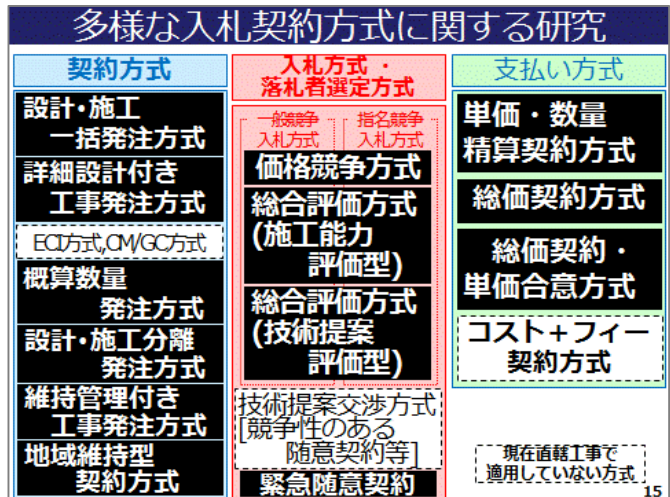 多様な入札契約方式に関する研究
契約方式
設計・施工
一括発注方式
詳細設計付き
工事発注方式
ECI方式,CM/GC方式
概算数量
発注方式
設計・施工分離
発注方式
維持管理付き
工事発注方式
地域維持型
契約方式
入札方式・
落札者選定方式
一般競争
入札方式
指名競争
入札方式
価格競争方式
総合評価方式
(施工能力
評価型)
総合評価方式
(技術提案
評価型)
技術提案交渉方式
[競争性のある
随意契約等]
緊急随意契約
支払い方式
単価・数量
精算契約方式
総価契約方式
総価契約・
単価合意方式
コスト+フィー
契約方式
現在直轄工事で
適用していない方式
15